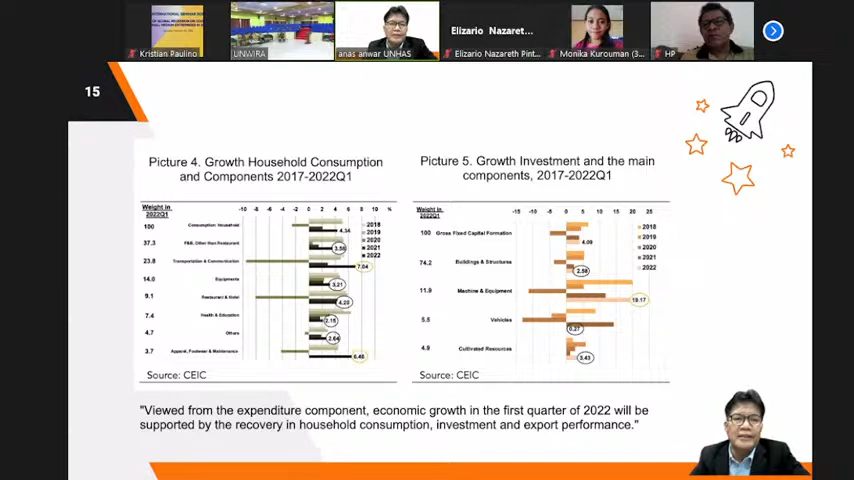 INTERNATIONAL SEMINAR
Kristian Paulino
UNWIRA
anas anwar UNHAS
Elizario Nazaret...
Elizario Nazareth Pint...
Monika Kurouman (3...
HP
15
Picture 4. Growth Household Consumption
and Components 2017-2022Q1
Weight in
2022Q1
-10 -8 -6 -4 -2 0 2 4 6 8 10 %
100 Consumption Household 4.34
37.3 F&B, Other than Restaurant
23.8 Transportation & Communication 7.04
14.0 Equipments 3.21
9.1 Restaurant & Hotel 4.20
7.4 Health & Education 2.15
4.7 Others 2.64
3.7 Apparel, Footwear & Maintenance
2018
2019
2020
2021
2022
Source: CEIC
Picture 5. Growth Investment and the main
components, 2017-2022Q1
Weight in
2022Q1
-15 -10 -5 0 5 10 15 20 25
100 Gross Fixed Capital Formation 4.09
74.2 Buildings & Structures 2.58
11.9 Machine & Equipment 19.17
5.5 Vehicles 0.27
4.9 Cultivated Resources 3.43
2018
2019
2020
2021
2022
Source: CEIC
"Viewed from the expenditure component, economic growth in the first quarter of 2022 will be
supported by the recovery in household consumption, investment and export performance."